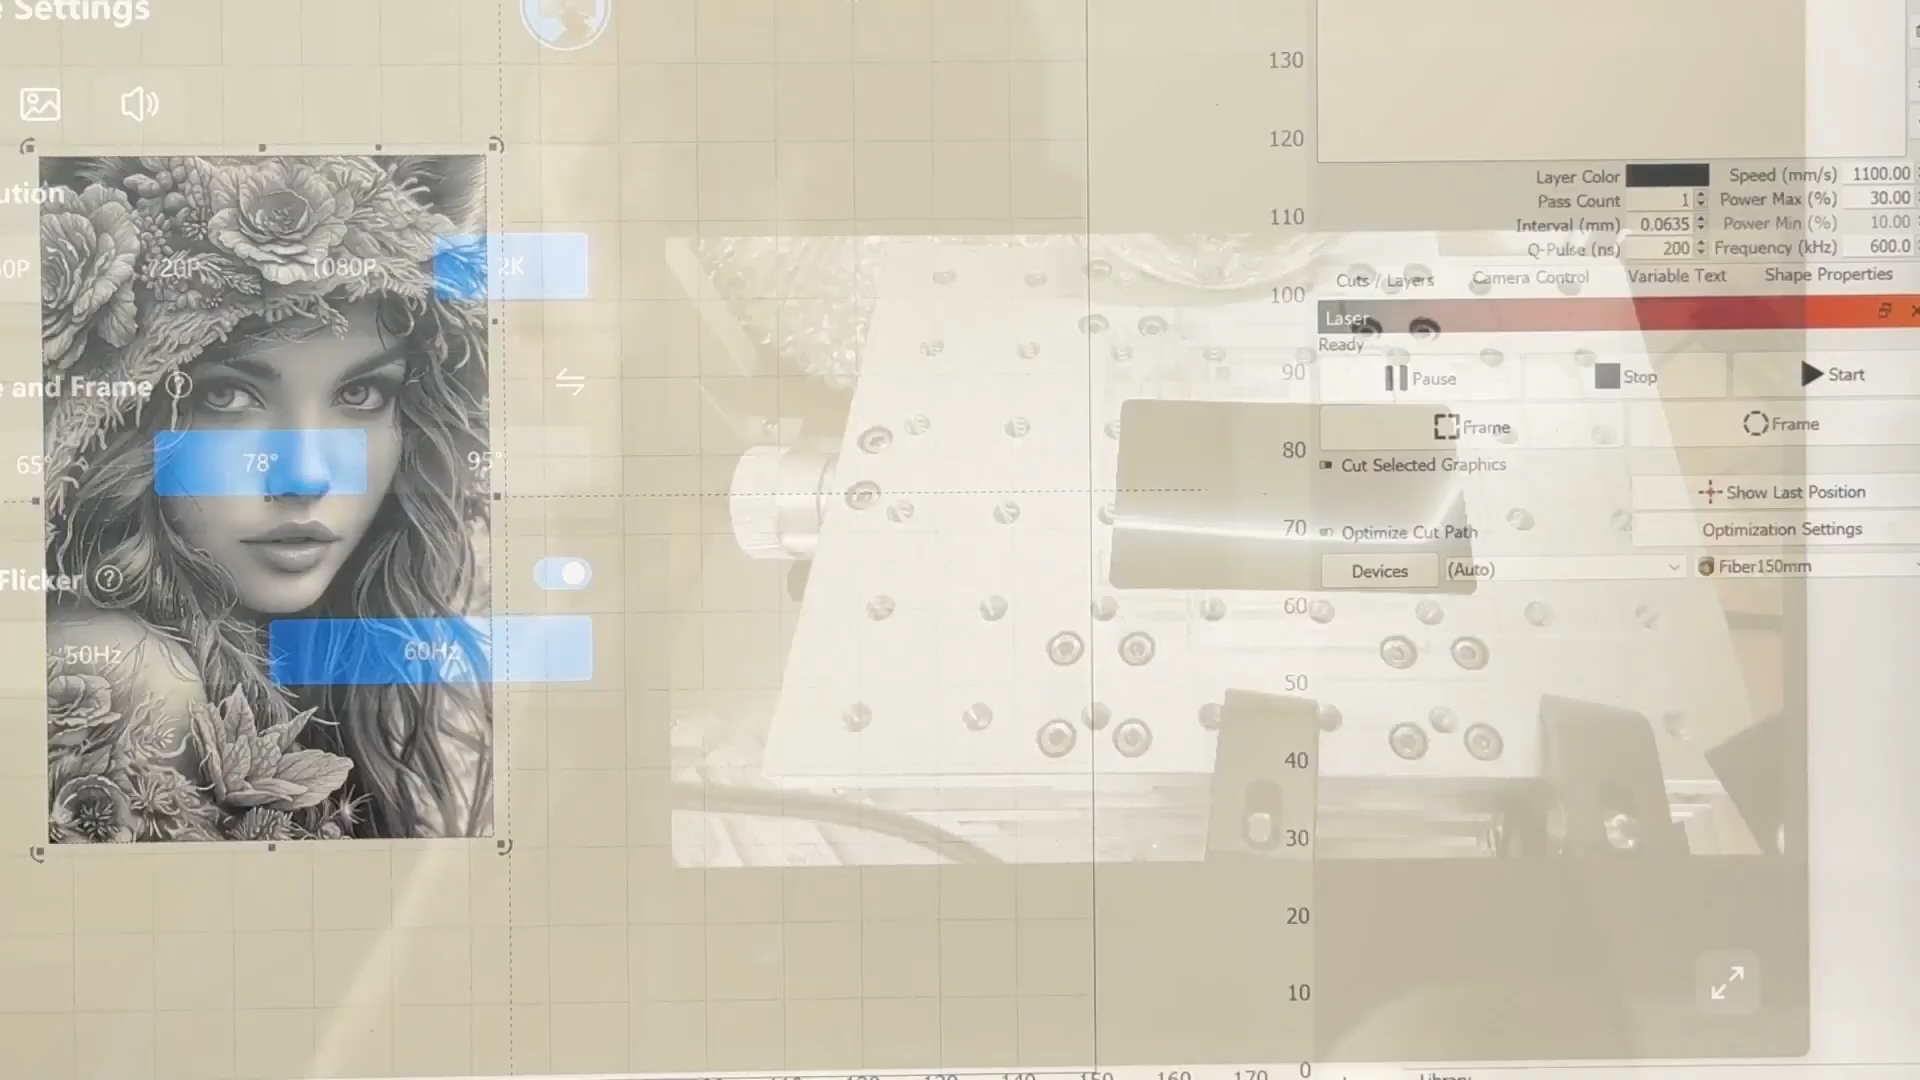 Settings
720P 1080P 2K
and Frame
65° 78° 95°
Flicker
50Hz 60Hz
130
120
110
100
90
80
70
60
50
40
30
20
10
0
140 150 160 170
Layer Color
Speed (mm/s) 1100.00
Pass Count 1
Power Max (%) 30.00
Interval (mm) 0.0635
Power Min (%) 10.00
Q-Pulse (ns) 200
Frequency (kHz) 600.0
Cuts / Layers
Camera Control
Variable Text
Shape Properties
Laser
Ready
Pause
Stop
Start
Frame
Frame
Cut Selected Graphics
Show Last Position
Optimize Cut Path
Optimization Settings
Devices
(Auto)
Fiber150mm
Library